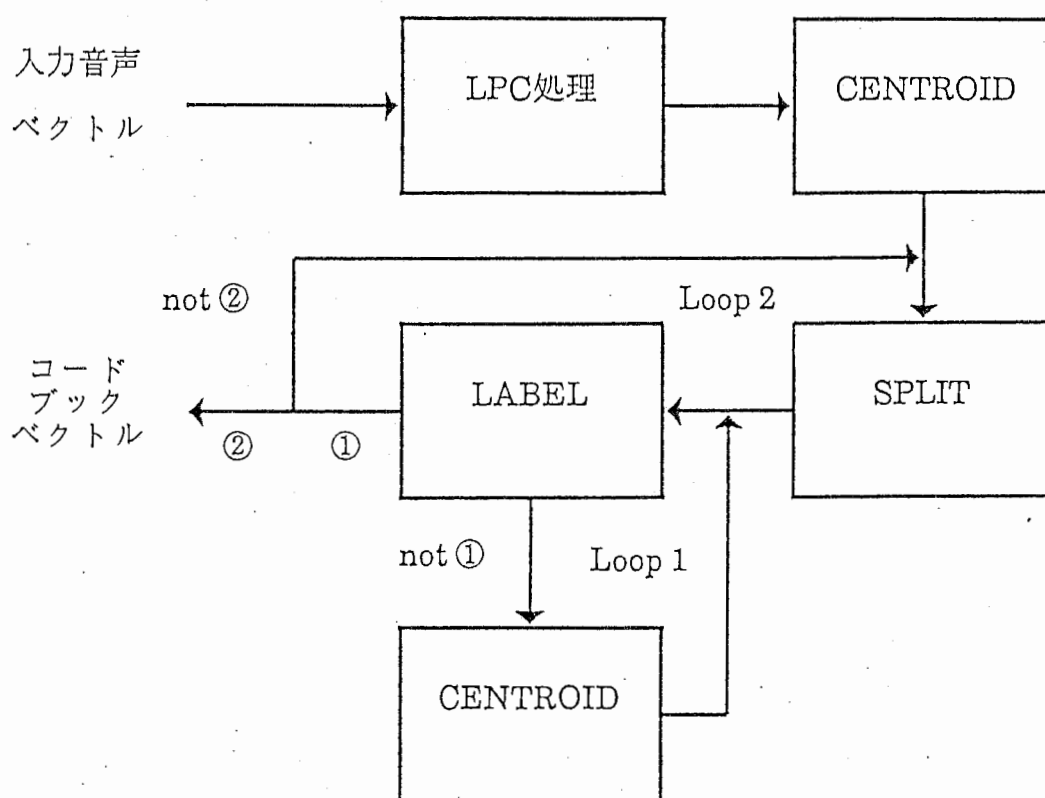 入力音声
ベクトル
LPC処理
CENTROID
not ②
Loop 2
コード
ブック
ベクトル
②
①
LABEL
SPLIT
not ①
Loop 1
CENTROID